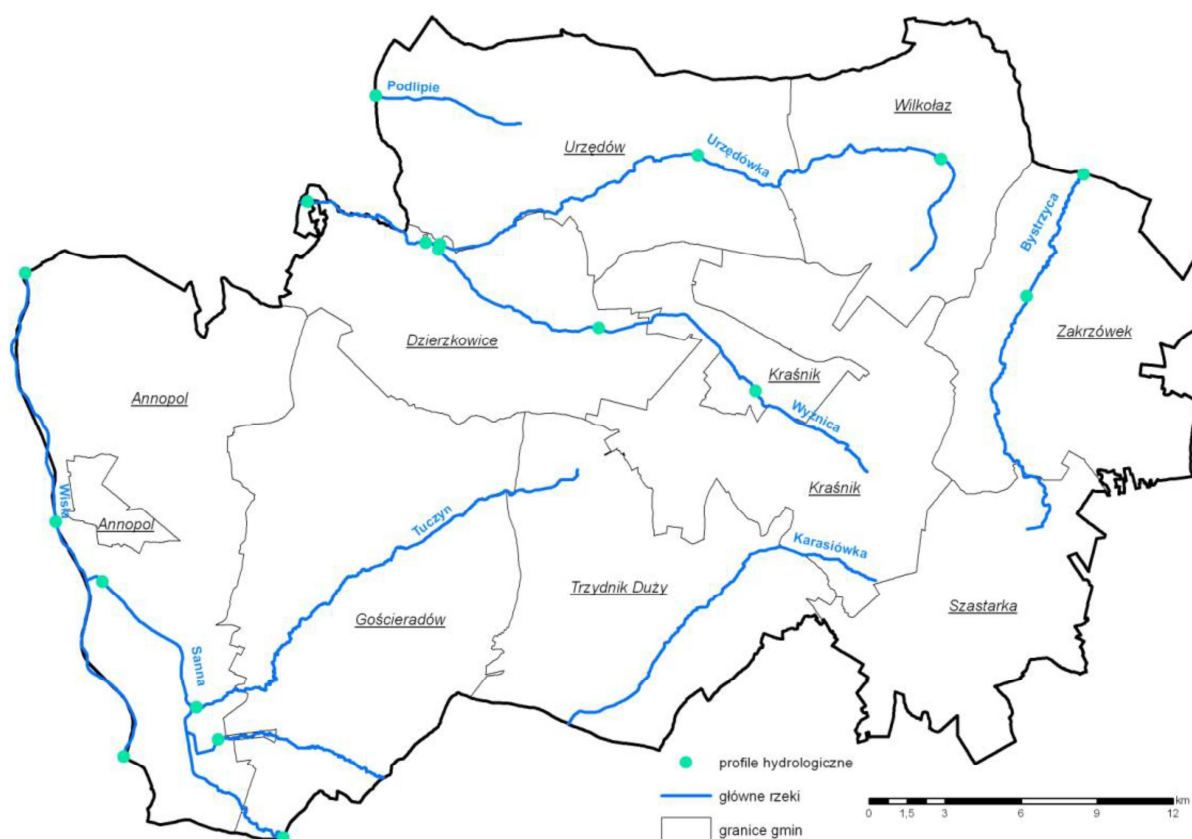 Podlipie
Wilkołaz
Urzędów
Urzędówka
Bystrzyca
Zakrzówek
Dzierzkowice
Kraśnik
Annopol
Wyżnica
Wisła
Annopol
Kraśnik
Tuczyn
Karasiówka
Trzydnik Duży
Gościeradów
Szastarka
Sanna
profile hydrologiczne
główne rzeki
granice gmin
km
0 1,5 3 6 9 12